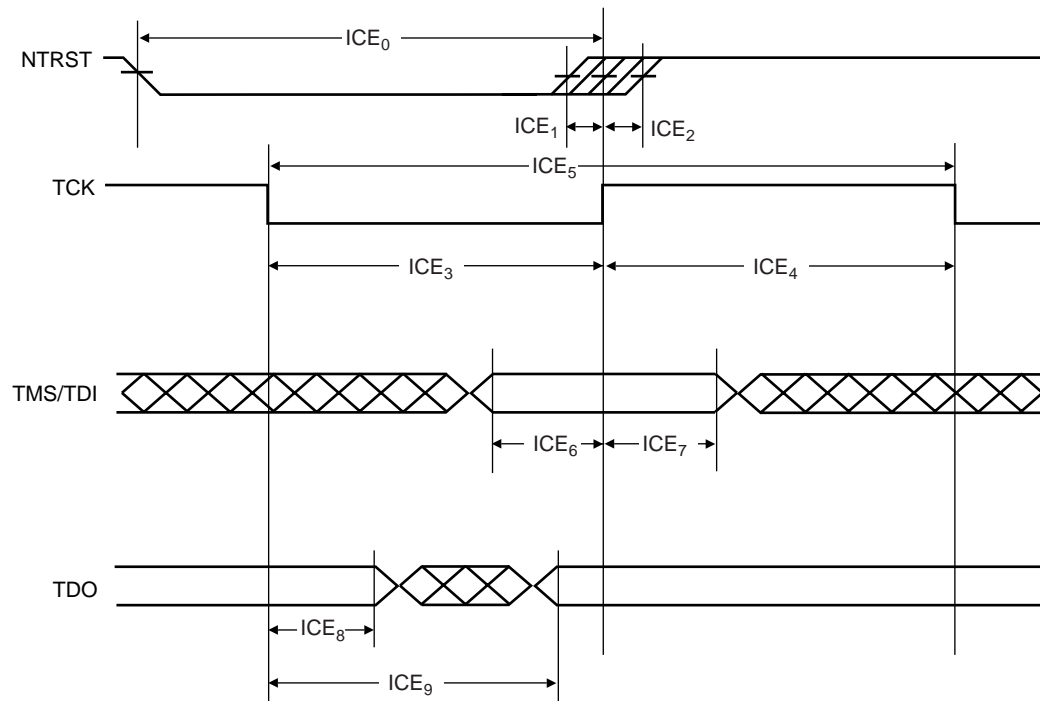 ICE₀
NTRST
ICE₁ ICE₂
ICE₅
TCK
ICE₃ ICE₄
TMS/TDI
ICE₆ ICE₇
TDO
ICE₈
ICE₉